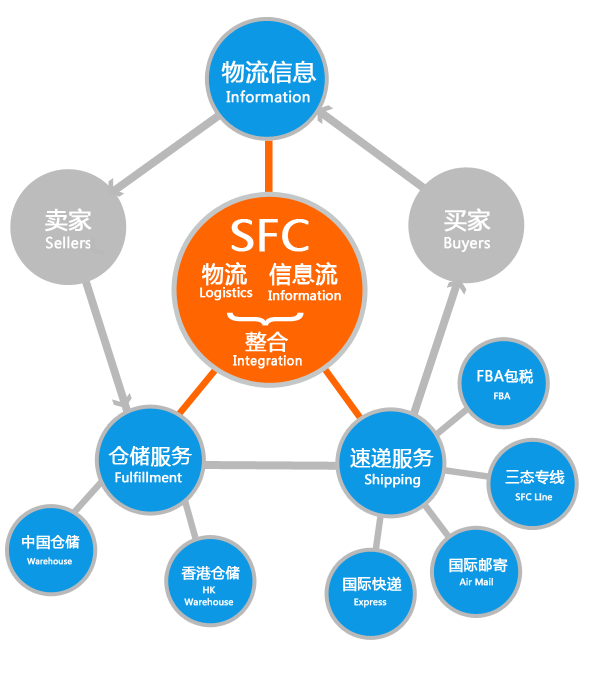 物流信息
Information
卖家
Sellers
买家
Buyers
SFC
物流 信息流
Logistics Information
整合
Integration
FBA包税
FBA
仓储服务
Fulfillment
速递服务
Shipping
三态专线
SFC LIne
中国仓储
Warehouse
香港仓储
HK
Warehouse
国际快递
Express
国际邮寄
Air Mail